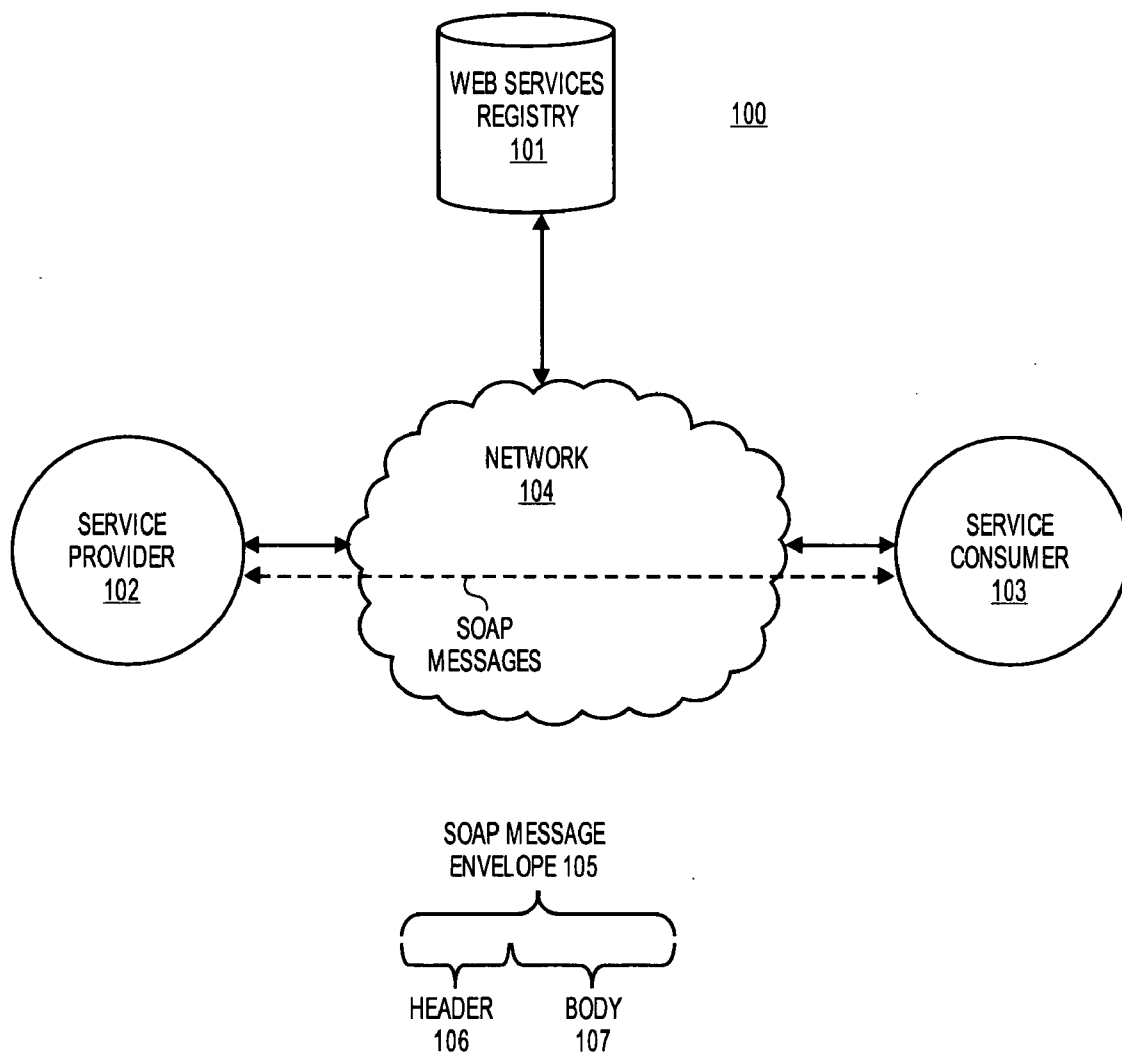 WEB SERVICES
REGISTRY
101
100
NETWORK
104
SERVICE
PROVIDER
102
SERVICE
CONSUMER
103
SOAP
MESSAGES
SOAP MESSAGE
ENVELOPE 105
HEADER
106
BODY
107